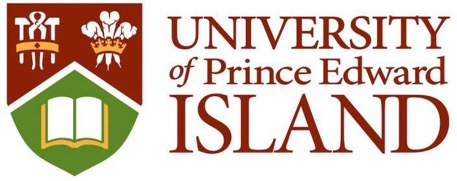 UNIVERSITY
of Prince Edward
ISLAND